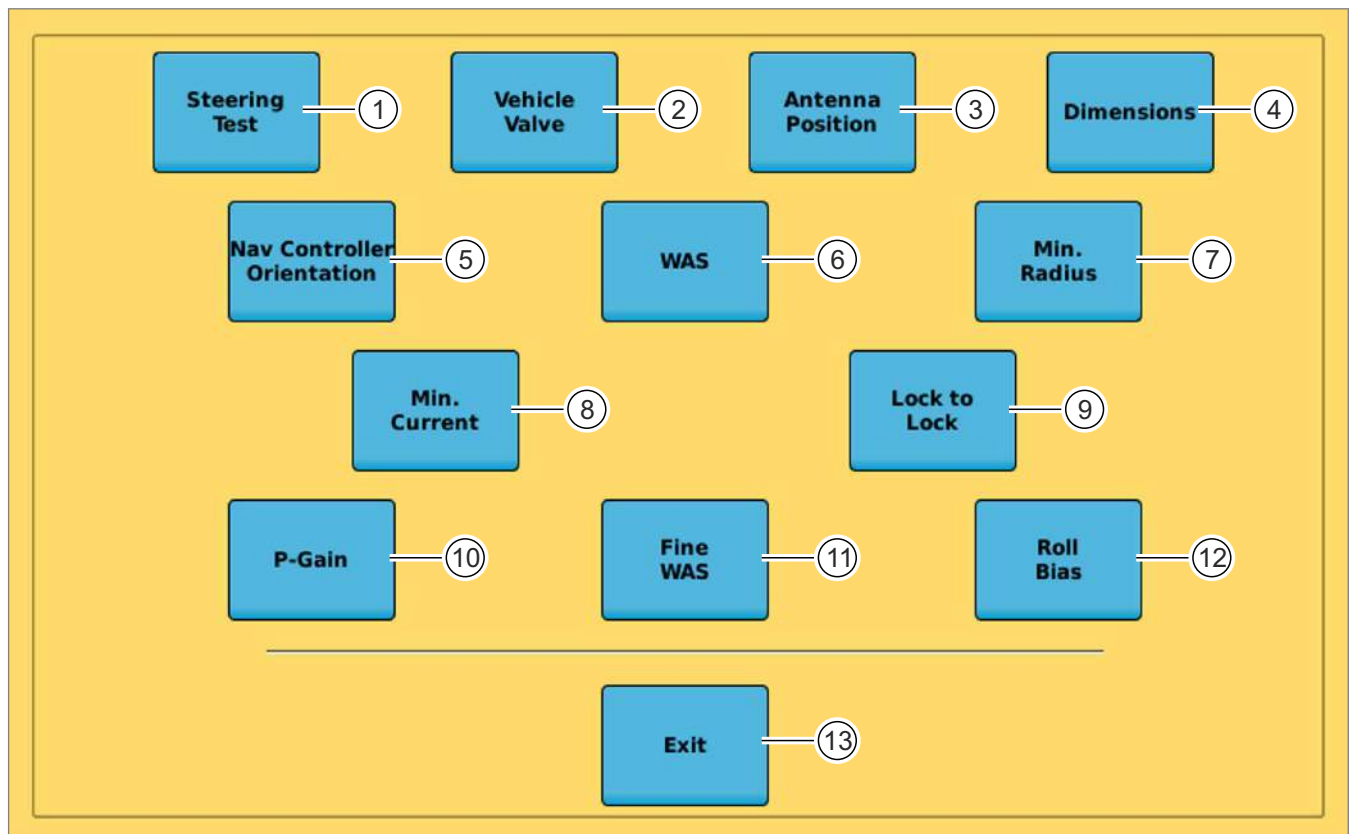 Steering
Test
1
Vehicle
Valve
2
Antenna
Position
3
Dimensions
4
Nav Controller
Orientation
5
WAS
6
Min.
Radius
7
Min.
Current
8
Lock to
Lock
9
P-Gain
10
Fine
WAS
11
Roll
Bias
12
Exit
13